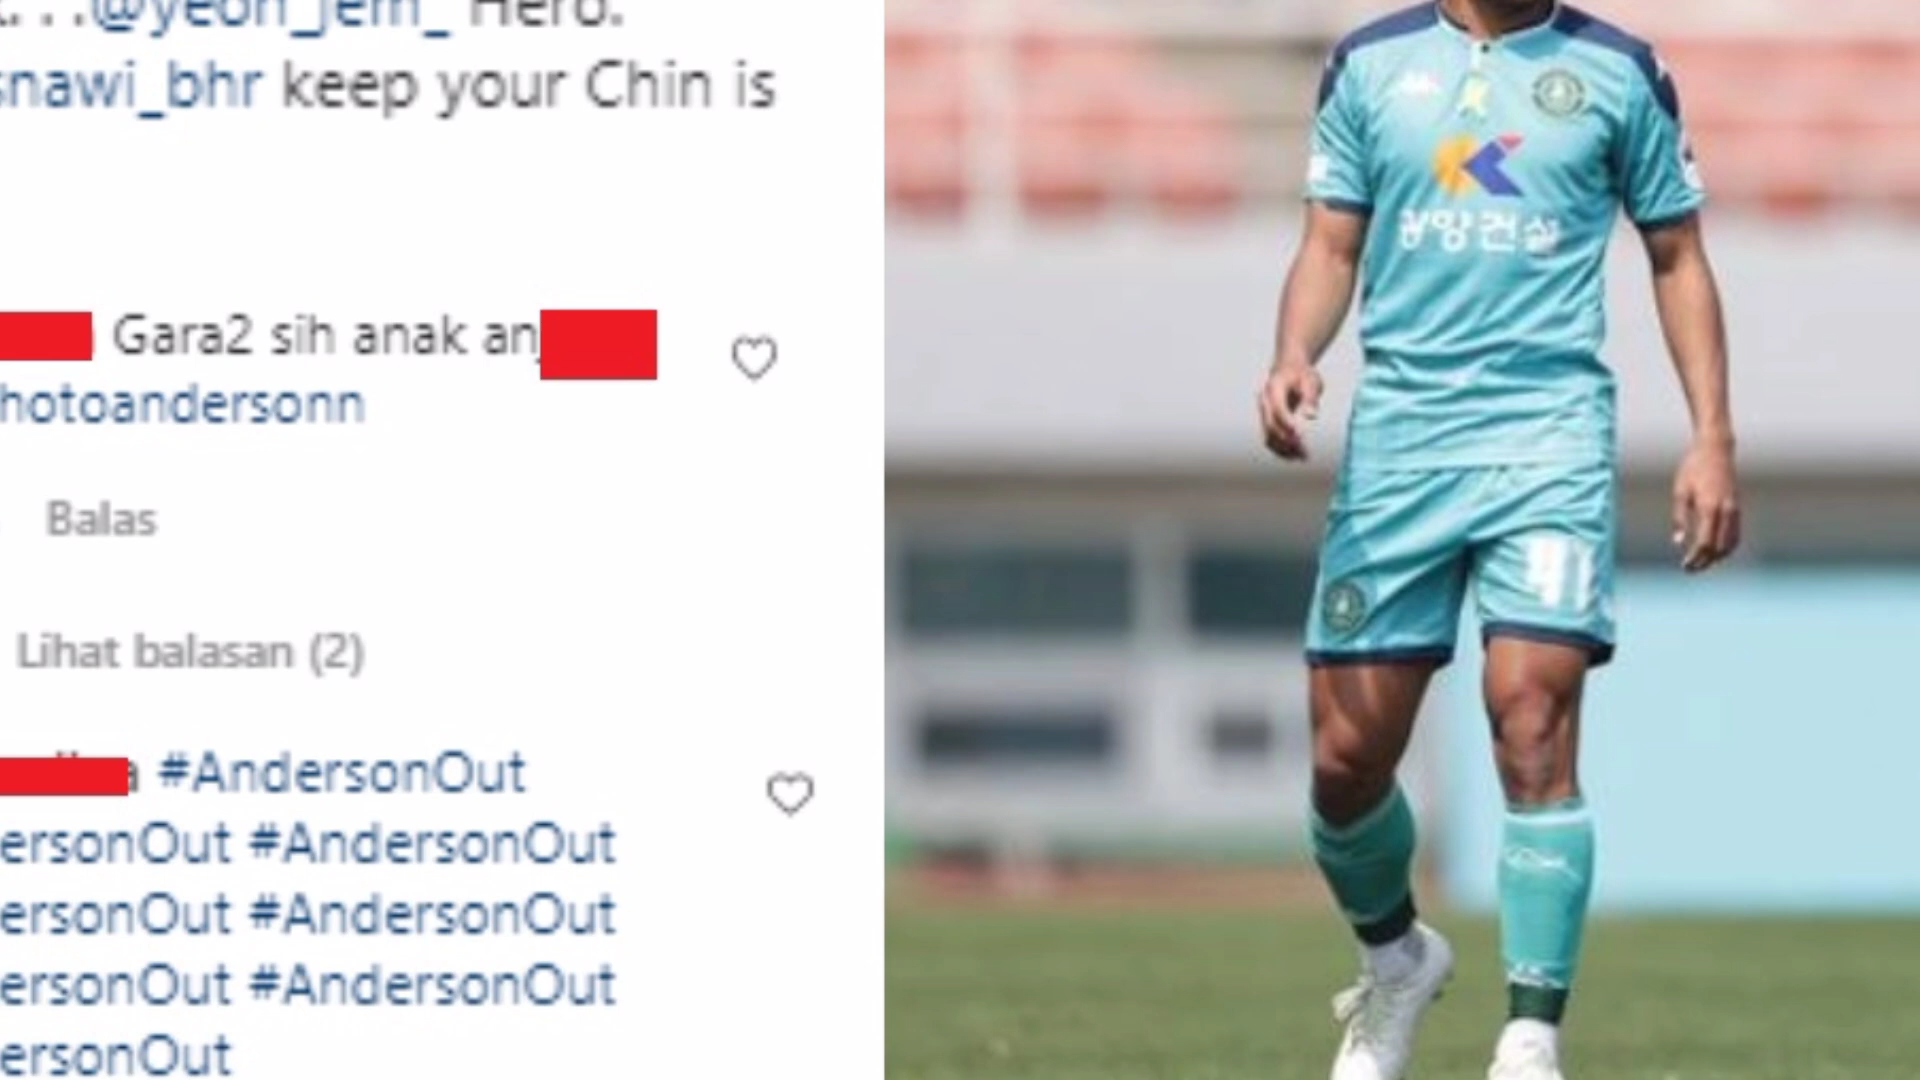 @yeon_jem_ Hero.
snawi_bhr keep your Chin is
Gara2 sih anak an
hotoandersonn
Balas
Lihat balasan (2)
a #AndersonOut
ersonOut #AndersonOut
ersonOut #AndersonOut
ersonOut #AndersonOut
ersonOut
광양건설